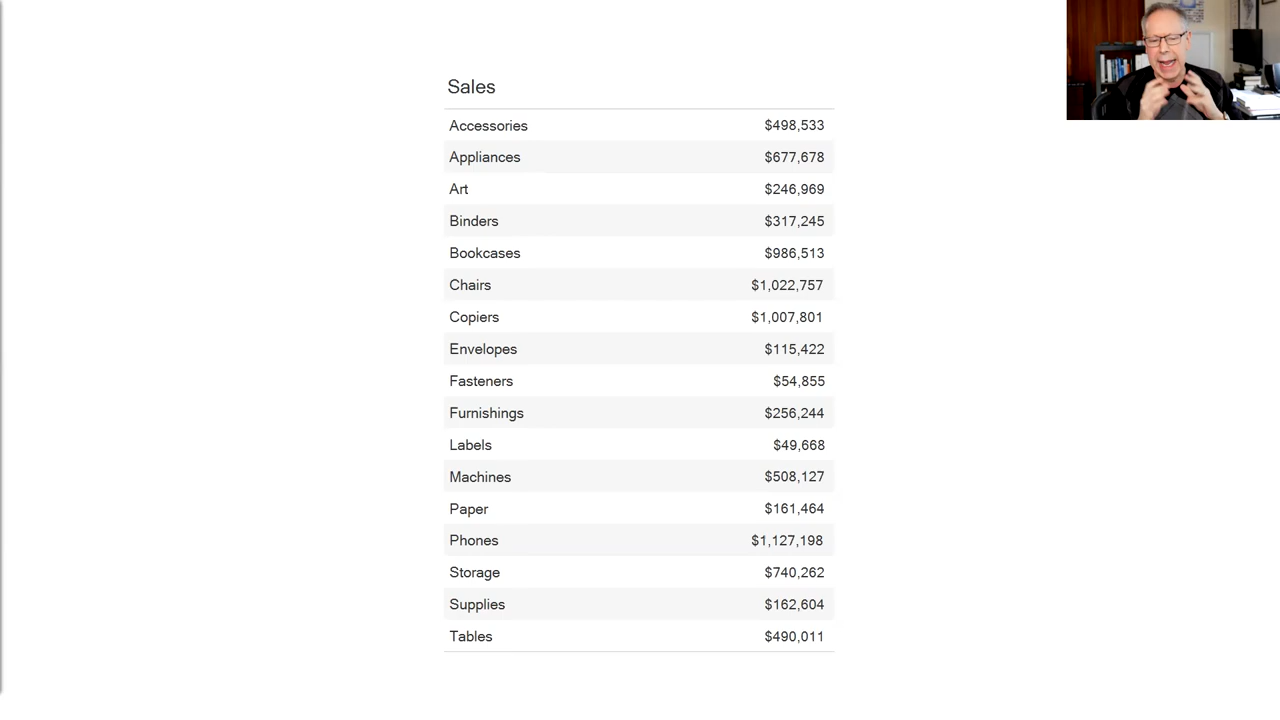 Sales
Accessories $498,533
Appliances $677,678
Art $246,969
Binders $317,245
Bookcases $986,513
Chairs $1,022,757
Copiers $1,007,801
Envelopes $115,422
Fasteners $54,855
Furnishings $256,244
Labels $49,668
Machines $508,127
Paper $161,464
Phones $1,127,198
Storage $740,262
Supplies $162,604
Tables $490,011